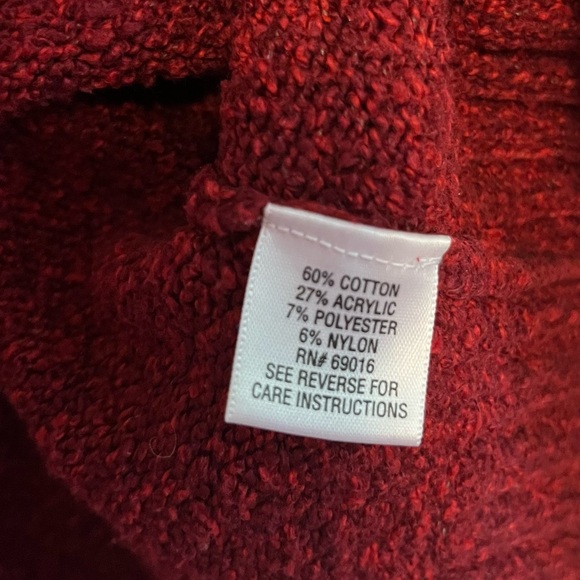 60% COTTON
27% ACRYLIC
7% POLYESTER
6% NYLON
RN# 69016
SEE REVERSE FOR
CARE INSTRUCTIONS